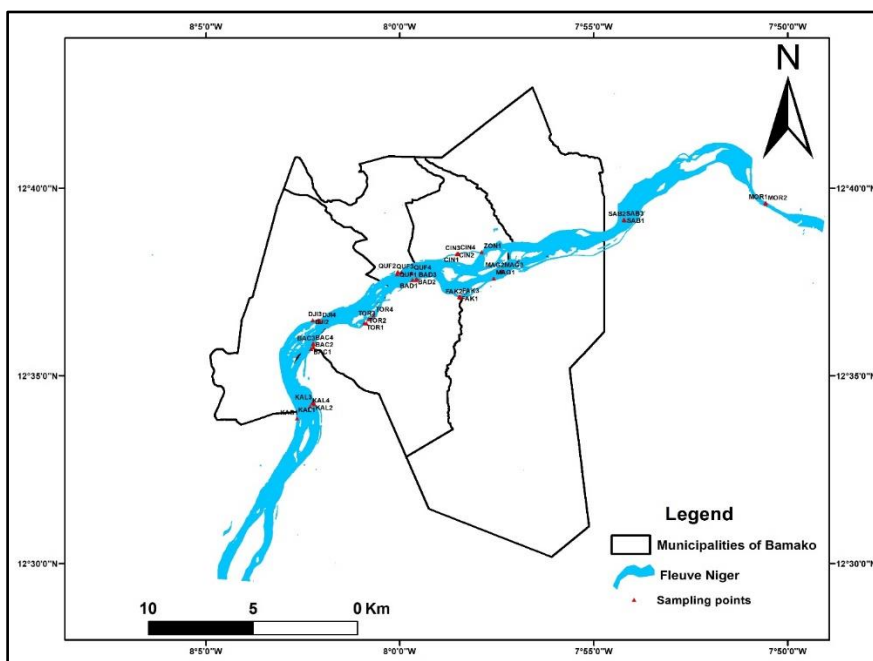 8°5'0"W 8°0'0"W 7°55'0"W 7°50'0"W
N
12°40'0"N 12°40'0"N
MOR1 MOR2
SAB2 SAB3
SAB1
CIN3 CIN4 ZON1
CIN1 CIN2
MAG2 MAG3
MAG1
QUF2 QUF3 QUF4
QUF1 BAD3
BAD1 BAD2
FAK2 FAK3
FAK1
DJI3 DJI4
DJI2
TOR3 TOR4
TOR2
TOR1
BAC3 BAC4
BAC2
BAC1
12°35'0"N 12°35'0"N
KAL3 KAL4
KAL1 KAL2
Legend
Municipalities of Bamako
Fleuve Niger
Sampling points
12°30'0"N 12°30'0"N
10 5 0 Km
8°5'0"W 8°0'0"W 7°55'0"W 7°50'0"W